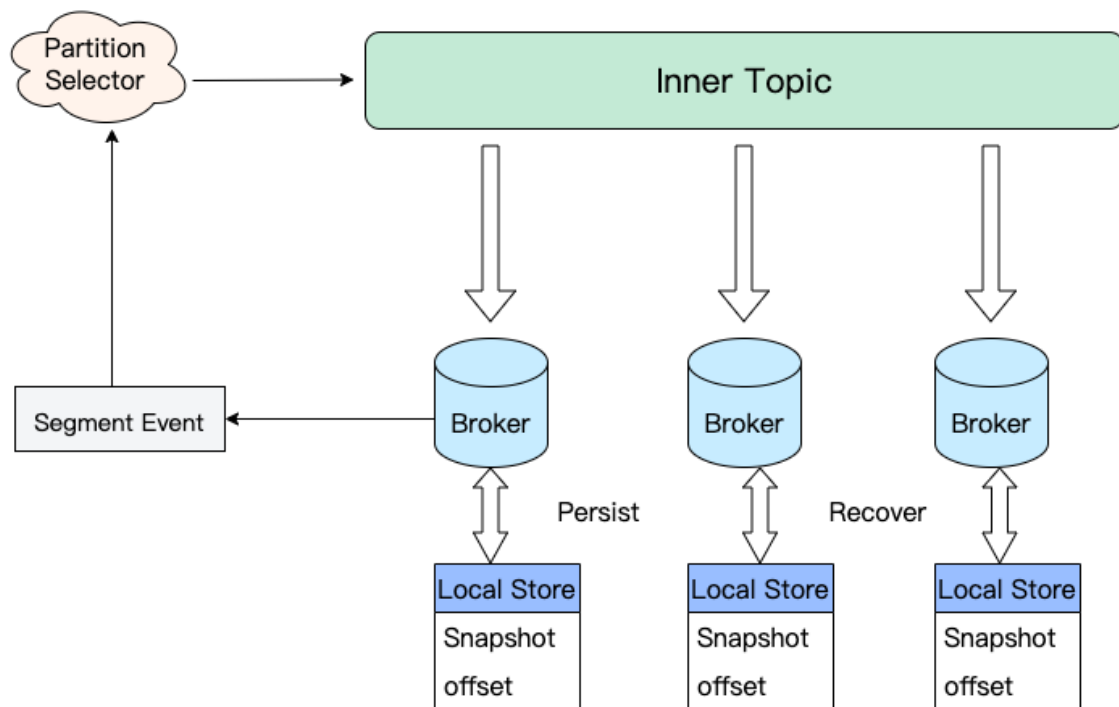 Partition
Selector
Inner Topic
Segment Event
Broker
Broker
Broker
Persist
Recover
Local Store
Snapshot
offset
Local Store
Snapshot
offset
Local Store
Snapshot
offset